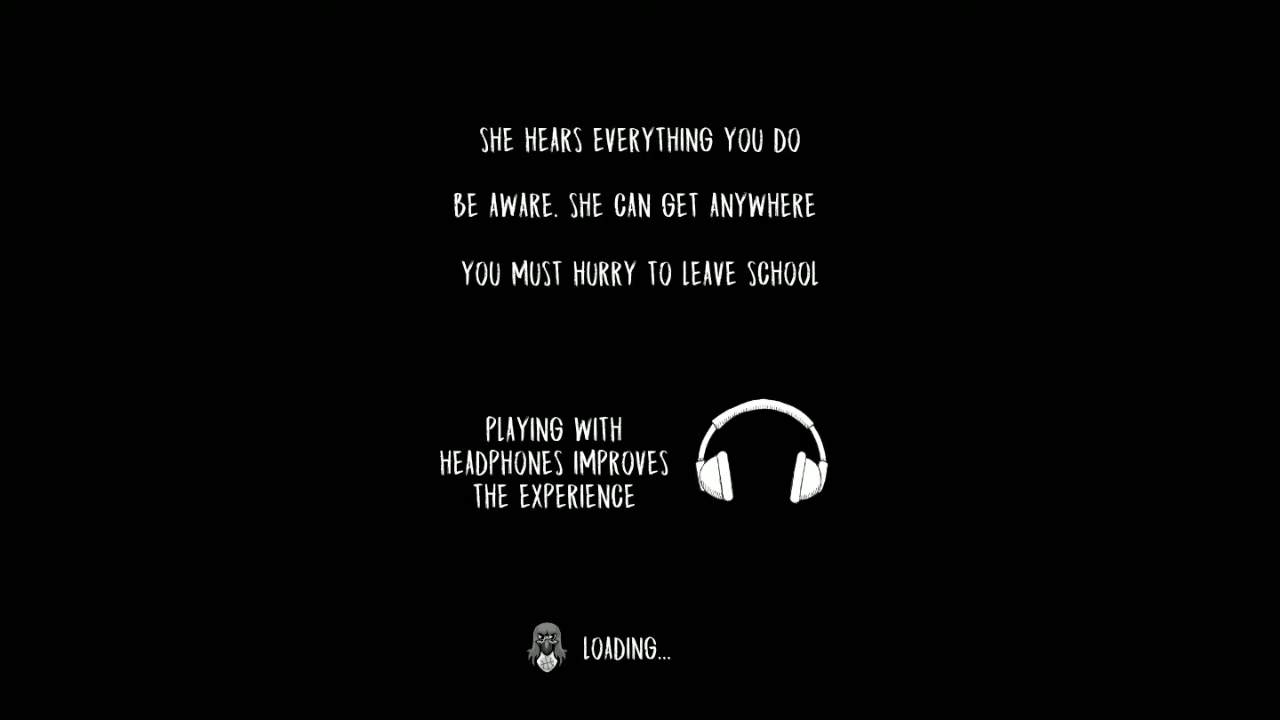 SHE HEARS EVERYTHING YOU DO
BE AWARE. SHE CAN GET ANYWHERE
YOU MUST HURRY TO LEAVE SCHOOL
PLAYING WITH
HEADPHONES IMPROVES
THE EXPERIENCE
LOADING...